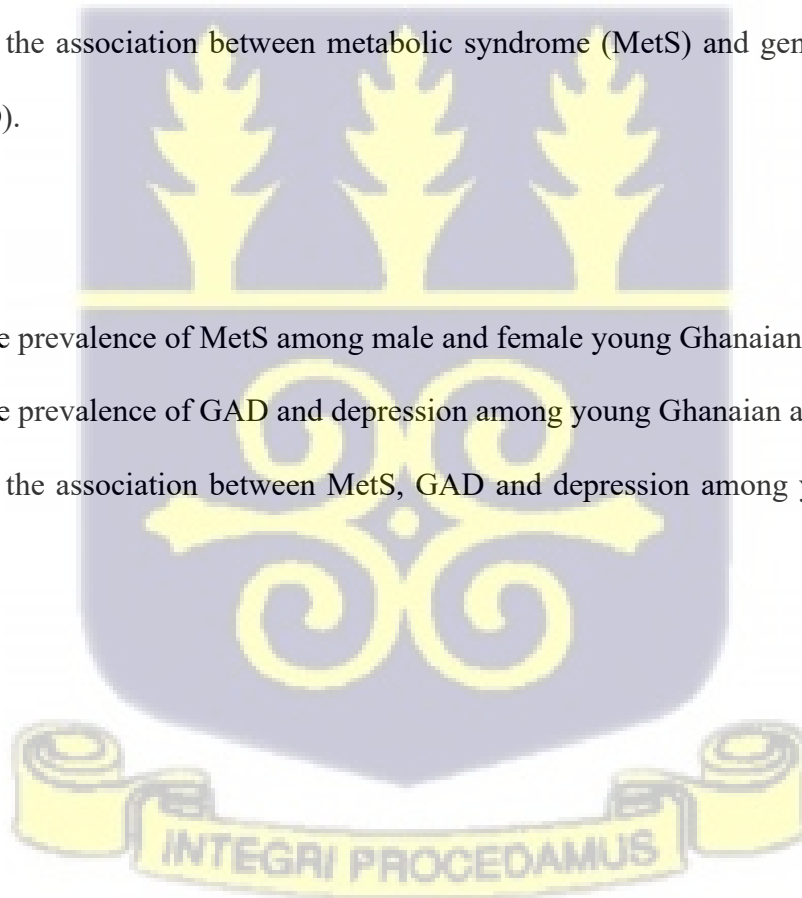 the association between metabolic syndrome (MetS) and gen
).
e prevalence of MetS among male and female young Ghanaian
e prevalence of GAD and depression among young Ghanaian a
the association between MetS, GAD and depression among y
INTEGRI PROCEDAMUS